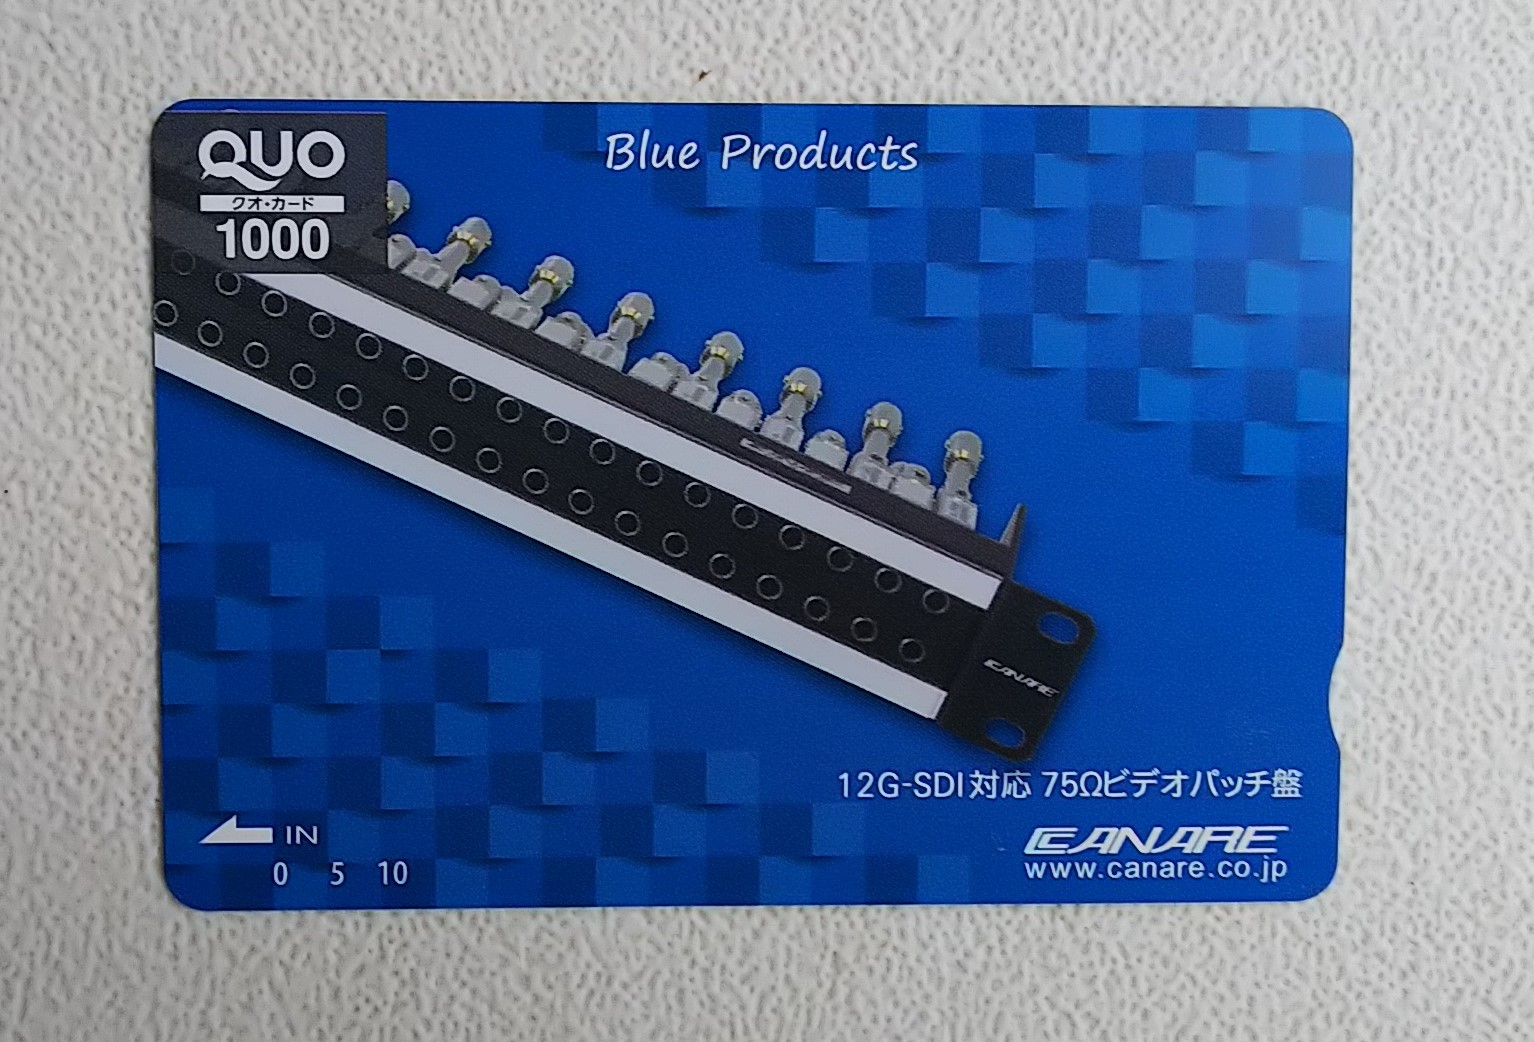 QUO
クオ・カード
1000
Blue Products
CANARE
12G-SDI対応 75Ωビデオパッチ盤
CANARE
www.canare.co.jp
IN
0 5 10